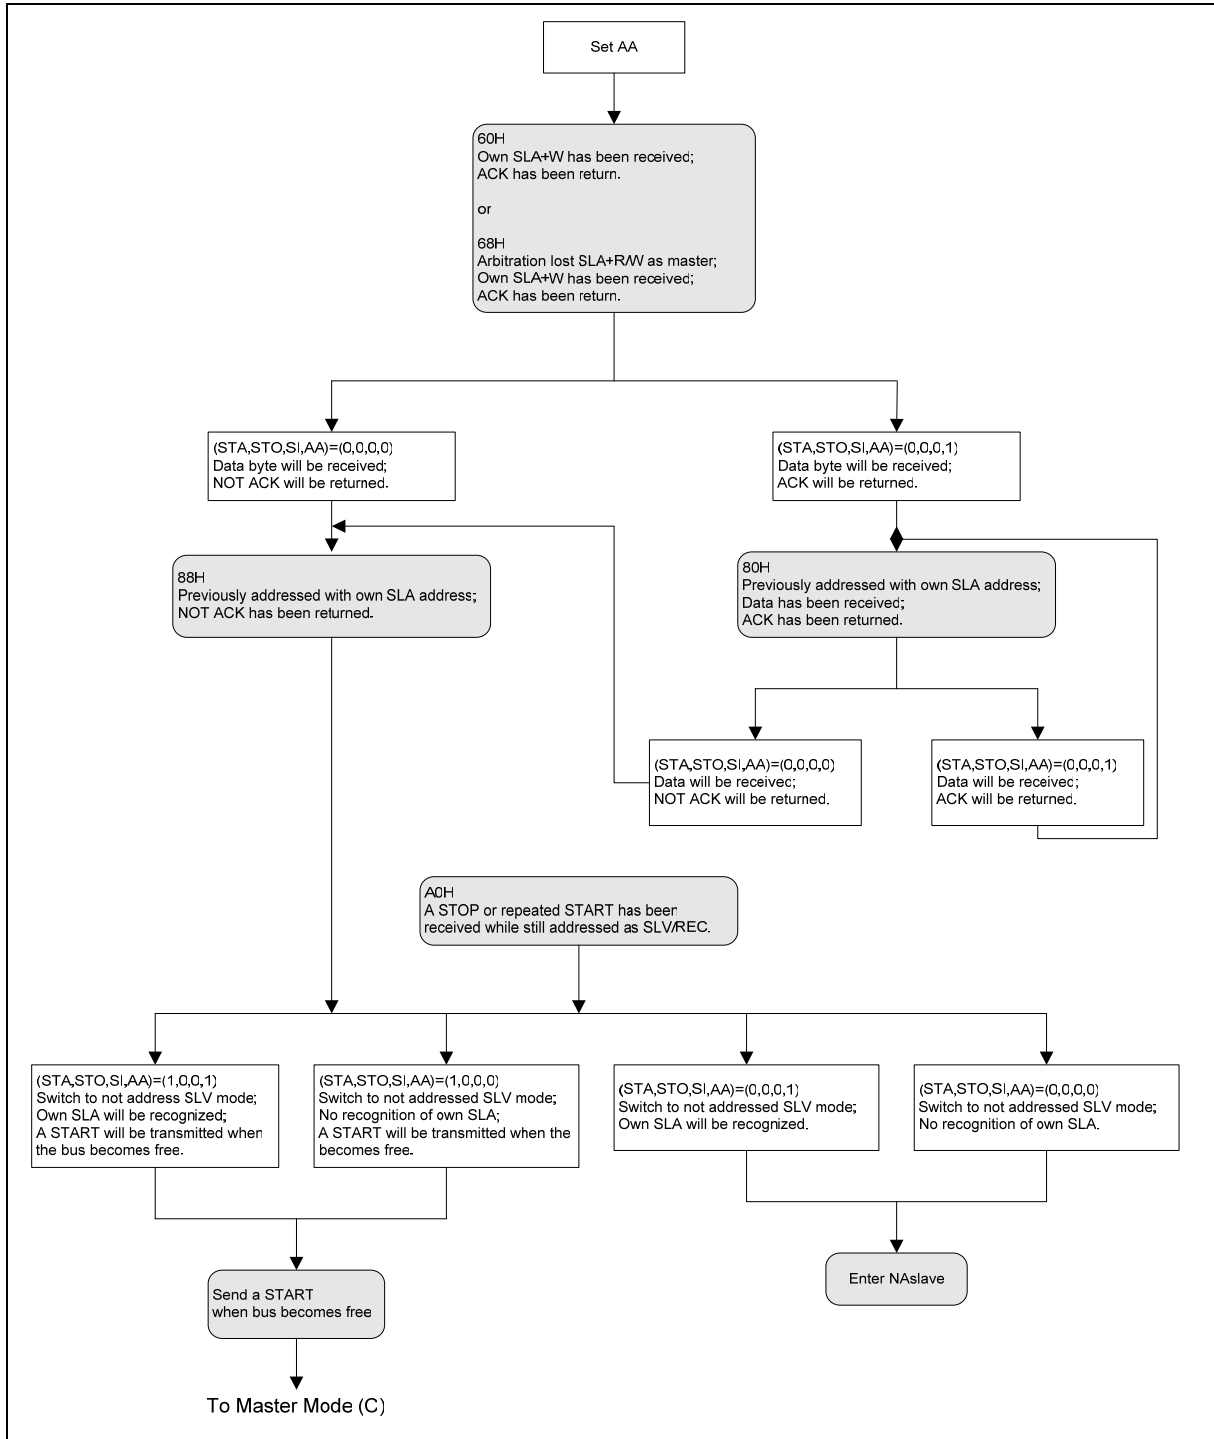 Set AA
60H
Own SLA+W has been received;
ACK has been return.
or
68H
Arbitration lost SLA+R/W as master;
Own SLA+W has been received;
ACK has been return.
(STA,STO,SI,AA)=(0,0,0,0)
Data byte will be received;
NOT ACK will be returned.
(STA,STO,SI,AA)=(0,0,0,1)
Data byte will be received;
ACK will be returned.
88H
Previously addressed with own SLA address;
NOT ACK has been returned.
80H
Previously addressed with own SLA address;
Data has been received;
ACK has been returned.
(STA,STO,SI,AA)=(0,0,0,0)
Data will be received;
NOT ACK will be returned.
(STA,STO,SI,AA)=(0,0,0,1)
Data will be received;
ACK will be returned.
A0H
A STOP or repeated START has been
received while still addressed as SLV/REC.
(STA,STO,SI,AA)=(1,0,0,1)
Switch to not address SLV mode;
Own SLA will be recognized;
A START will be transmitted when
the bus becomes free.
(STA,STO,SI,AA)=(1,0,0,0)
Switch to not addressed SLV mode;
No recognition of own SLA;
A START will be transmitted when the
becomes free.
(STA,STO,SI,AA)=(0,0,0,1)
Switch to not addressed SLV mode;
Own SLA will be recognized.
(STA,STO,SI,AA)=(0,0,0,0)
Switch to not addressed SLV mode;
No recognition of own SLA.
Send a START
when bus becomes free
Enter NAslave
To Master Mode (C)